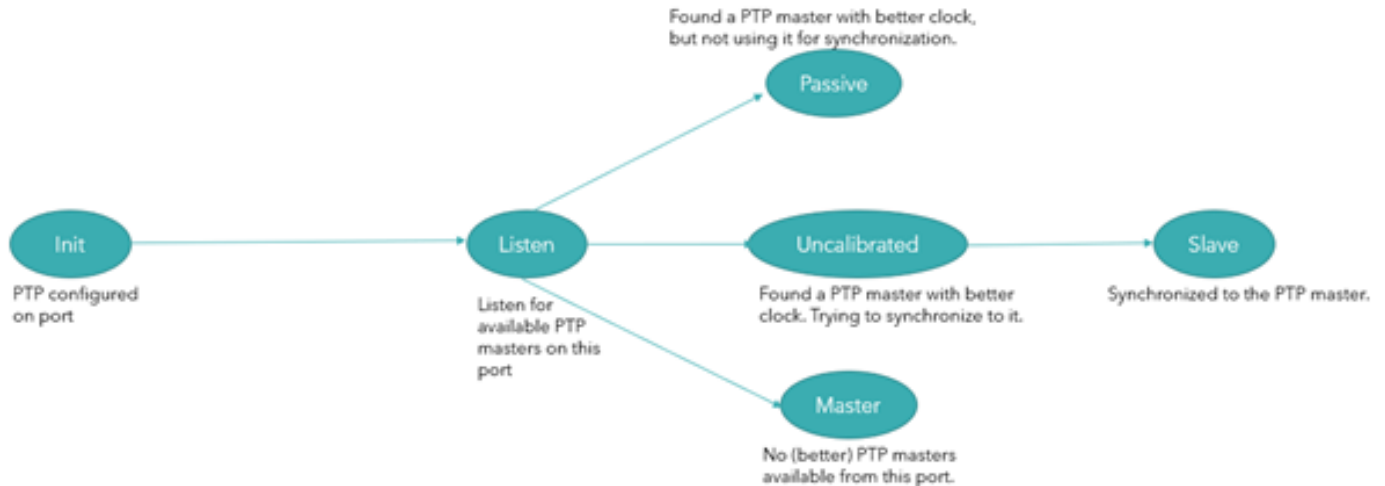 Found a PTP master with better clock,
but not using it for synchronization.
Passive
Init
PTP configured
on port
Listen
Listen for
available PTP
masters on this
port
Uncalibrated
Found a PTP master with better
clock. Trying to synchronize to it.
Slave
Synchronized to the PTP master.
Master
No (better) PTP masters
available from this port.